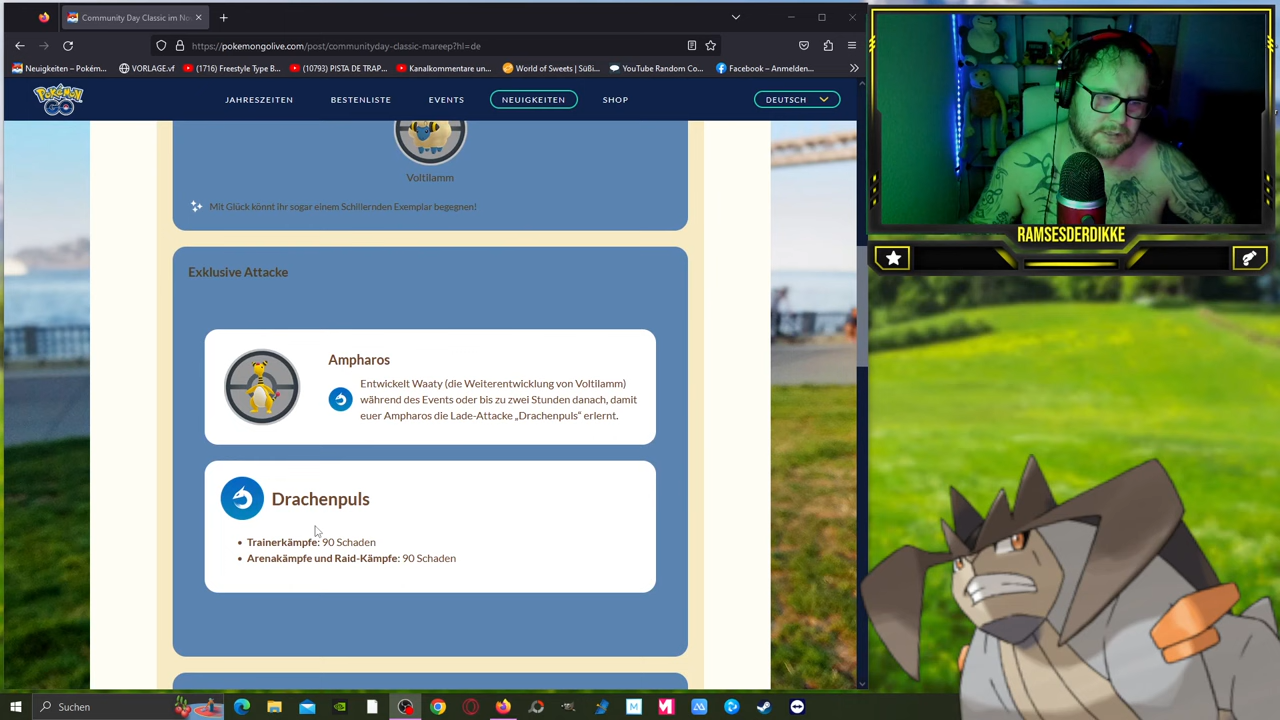 Community Day Classic im No
https://pokemongolive.com/post/communityday-classic-mareep?hl=de
Neuigkeiten – Pokém...
VORLAGE.vf
(1716) Freestyle Type B...
(10793) PISTA DE TRAP...
Kanalkommentare un...
World of Sweets | Süßi...
YouTube Random Co...
Facebook – Anmelden...
POKÉMON GO
JAHRESZEITEN
BESTENLISTE
EVENTS
NEUIGKEITEN
SHOP
DEUTSCH
Voltilamm
Mit Glück könnt ihr sogar einem Schillernden Exemplar begegnen!
Exklusive Attacke
Ampharos
Entwickelt Waaty (die Weiterentwicklung von Voltilamm)
während des Events oder bis zu zwei Stunden danach, damit
euer Ampharos die Lade-Attacke „Drachenpuls“ erlernt.
Drachenpuls
• Trainerkämpfe: 90 Schaden
• Arenakämpfe und Raid-Kämpfe: 90 Schaden
RAMSESDERDIKKE
Suchen